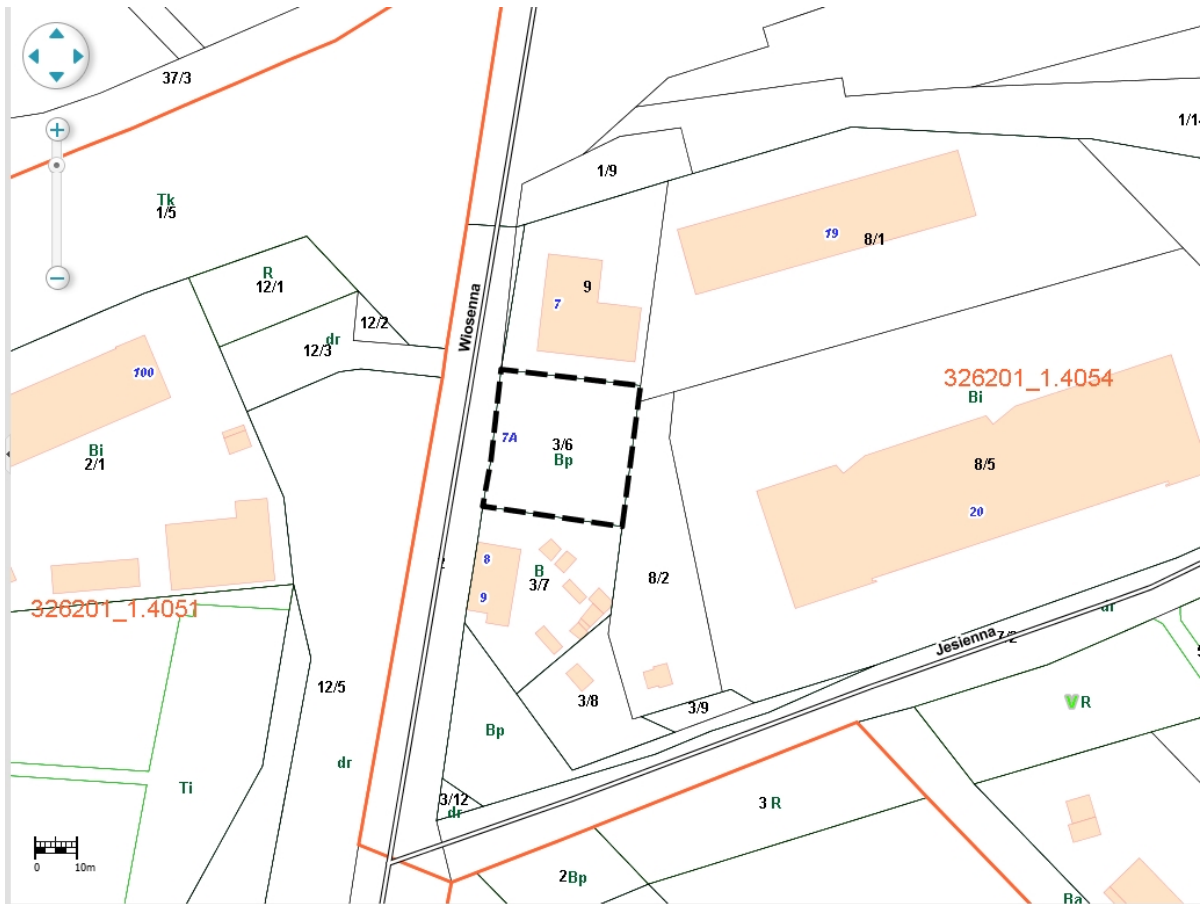 37/3
1/14
1/9
Tk
1/5
19
8/1
R
12/1
9
7
12/2
dr
12/3
Wiosenna
100
326201_1.4054
Bi
7A
3/6
Bp
Bi
2/1
8/5
20
8
B
3/7
9
8/2
326201_1.4051
dr
Jesienna
7/2
12/5
3/8
3/9
V R
Bp
dr
Ti
3/12
dr
3 R
0 10m
2Bp
Ba